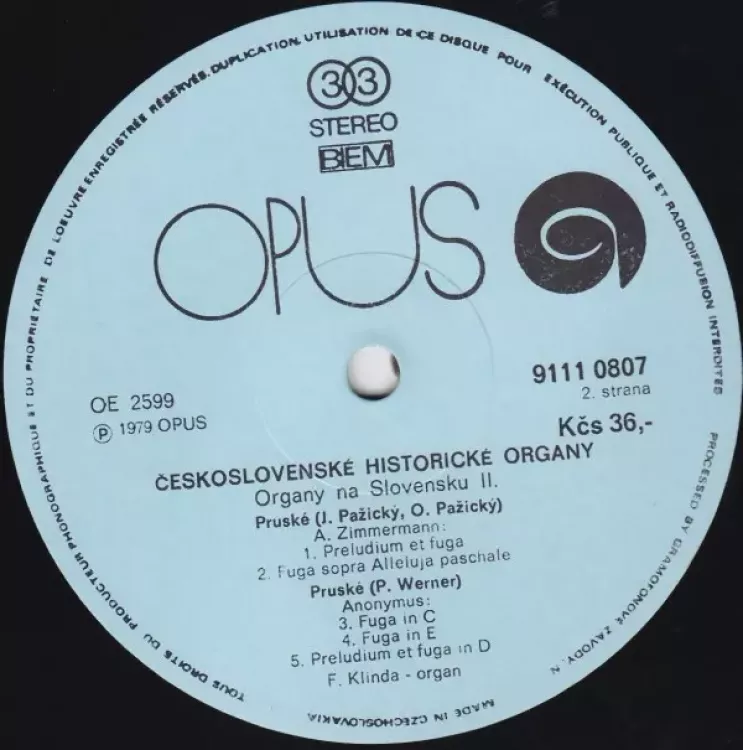 33
STEREO
BIEM
OPUS
OE 2599
Ⓟ 1979 OPUS
9111 0807
2. strana
Kčs 36,-
ČESKOSLOVENSKÉ HISTORICKÉ ORGANY
Organy na Slovensku II.
Pruské (J. Pažický, O. Pažický)
A. Zimmermann:
1. Preludium et fuga
2. Fuga sopra Alleluja paschale
Pruské (P. Werner)
Anonymus:
3. Fuga in C
4. Fuga in E
5. Preludium et fuga in D
F. Klinda - organ
TOUS DROITS DU PRODUCTEUR PHONOGRAPHIQUE ET DU PROPRIÉTAIRE DE LOEUVRE ENREGISTRÉE RÉSERVÉS. DUPLICATION, UTILISATION DE CE DISQUE POUR EXÉCUTION PUBLIQUE ET RADIODIFFUSION INTERDITES
PROCESSED BY GRAMOFONOVÉ ZÁVODY, N
MADE IN CZECHOSLOVAKIA